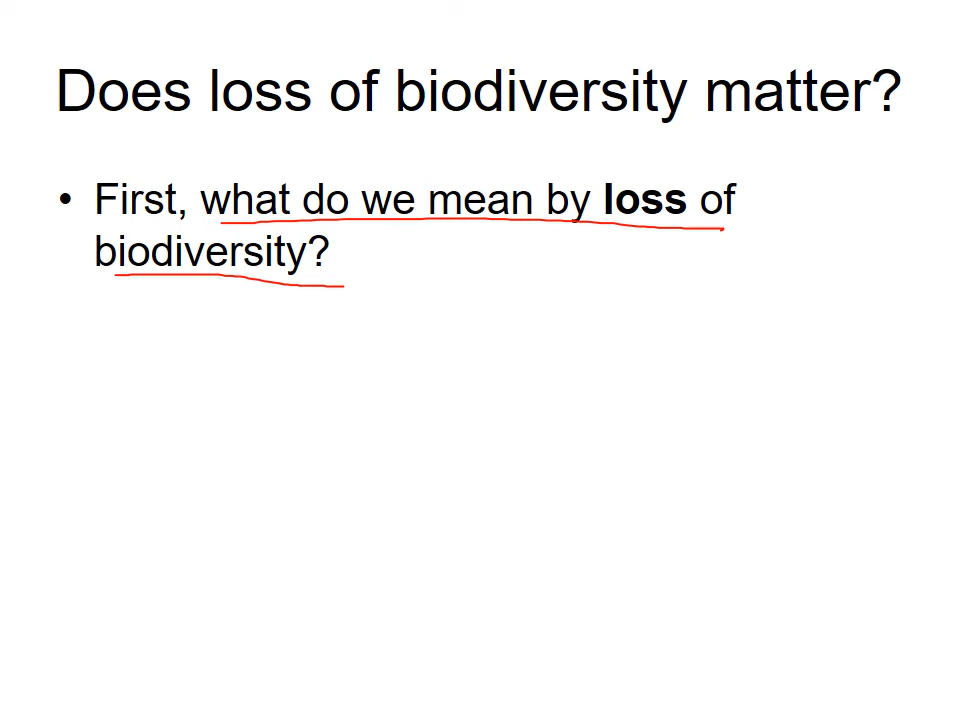 Does loss of biodiversity matter?
• First, what do we mean by loss of
biodiversity?